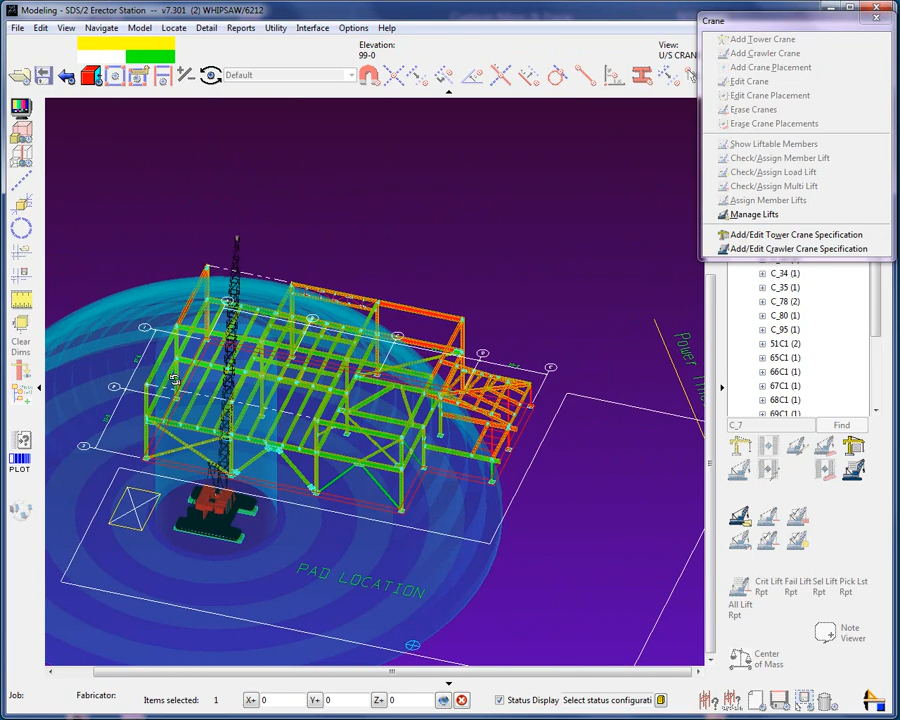 Modeling - SDS/2 Erector Station -- v7.301 (2) WHIPSAW/6212
File Edit View Navigate Model Locate Detail Reports Utility Interface Options Help
Elevation:
99-0
View:
U/S CRAN
Default
Crane
Add Tower Crane
Add Crawler Crane
Add Crane Placement
Edit Crane
Edit Crane Placement
Erase Cranes
Erase Crane Placements
Show Liftable Members
Check/Assign Member Lift
Check/Assign Load Lift
Check/Assign Multi Lift
Assign Member Lifts
Manage Lifts
Add/Edit Tower Crane Specification
Add/Edit Crawler Crane Specification
C_34 (1)
C_35 (1)
C_78 (2)
C_80 (1)
C_95 (1)
51C1 (2)
65C1 (1)
66C1 (1)
67C1 (1)
68C1 (1)
69C1 (1)
C_7
Find
Clear
Dims
PLOT
Power
PAD LOCATION
Crit Lift Rpt
Fail Lift Rpt
Sel Lift Rpt
Pick Lst Rpt
All Lift
Rpt
Note
Viewer
Center
of Mass
Job: Fabricator: Items selected: 1 X+ 0 Y+ 0 Z+ 0 Status Display Select status configurati